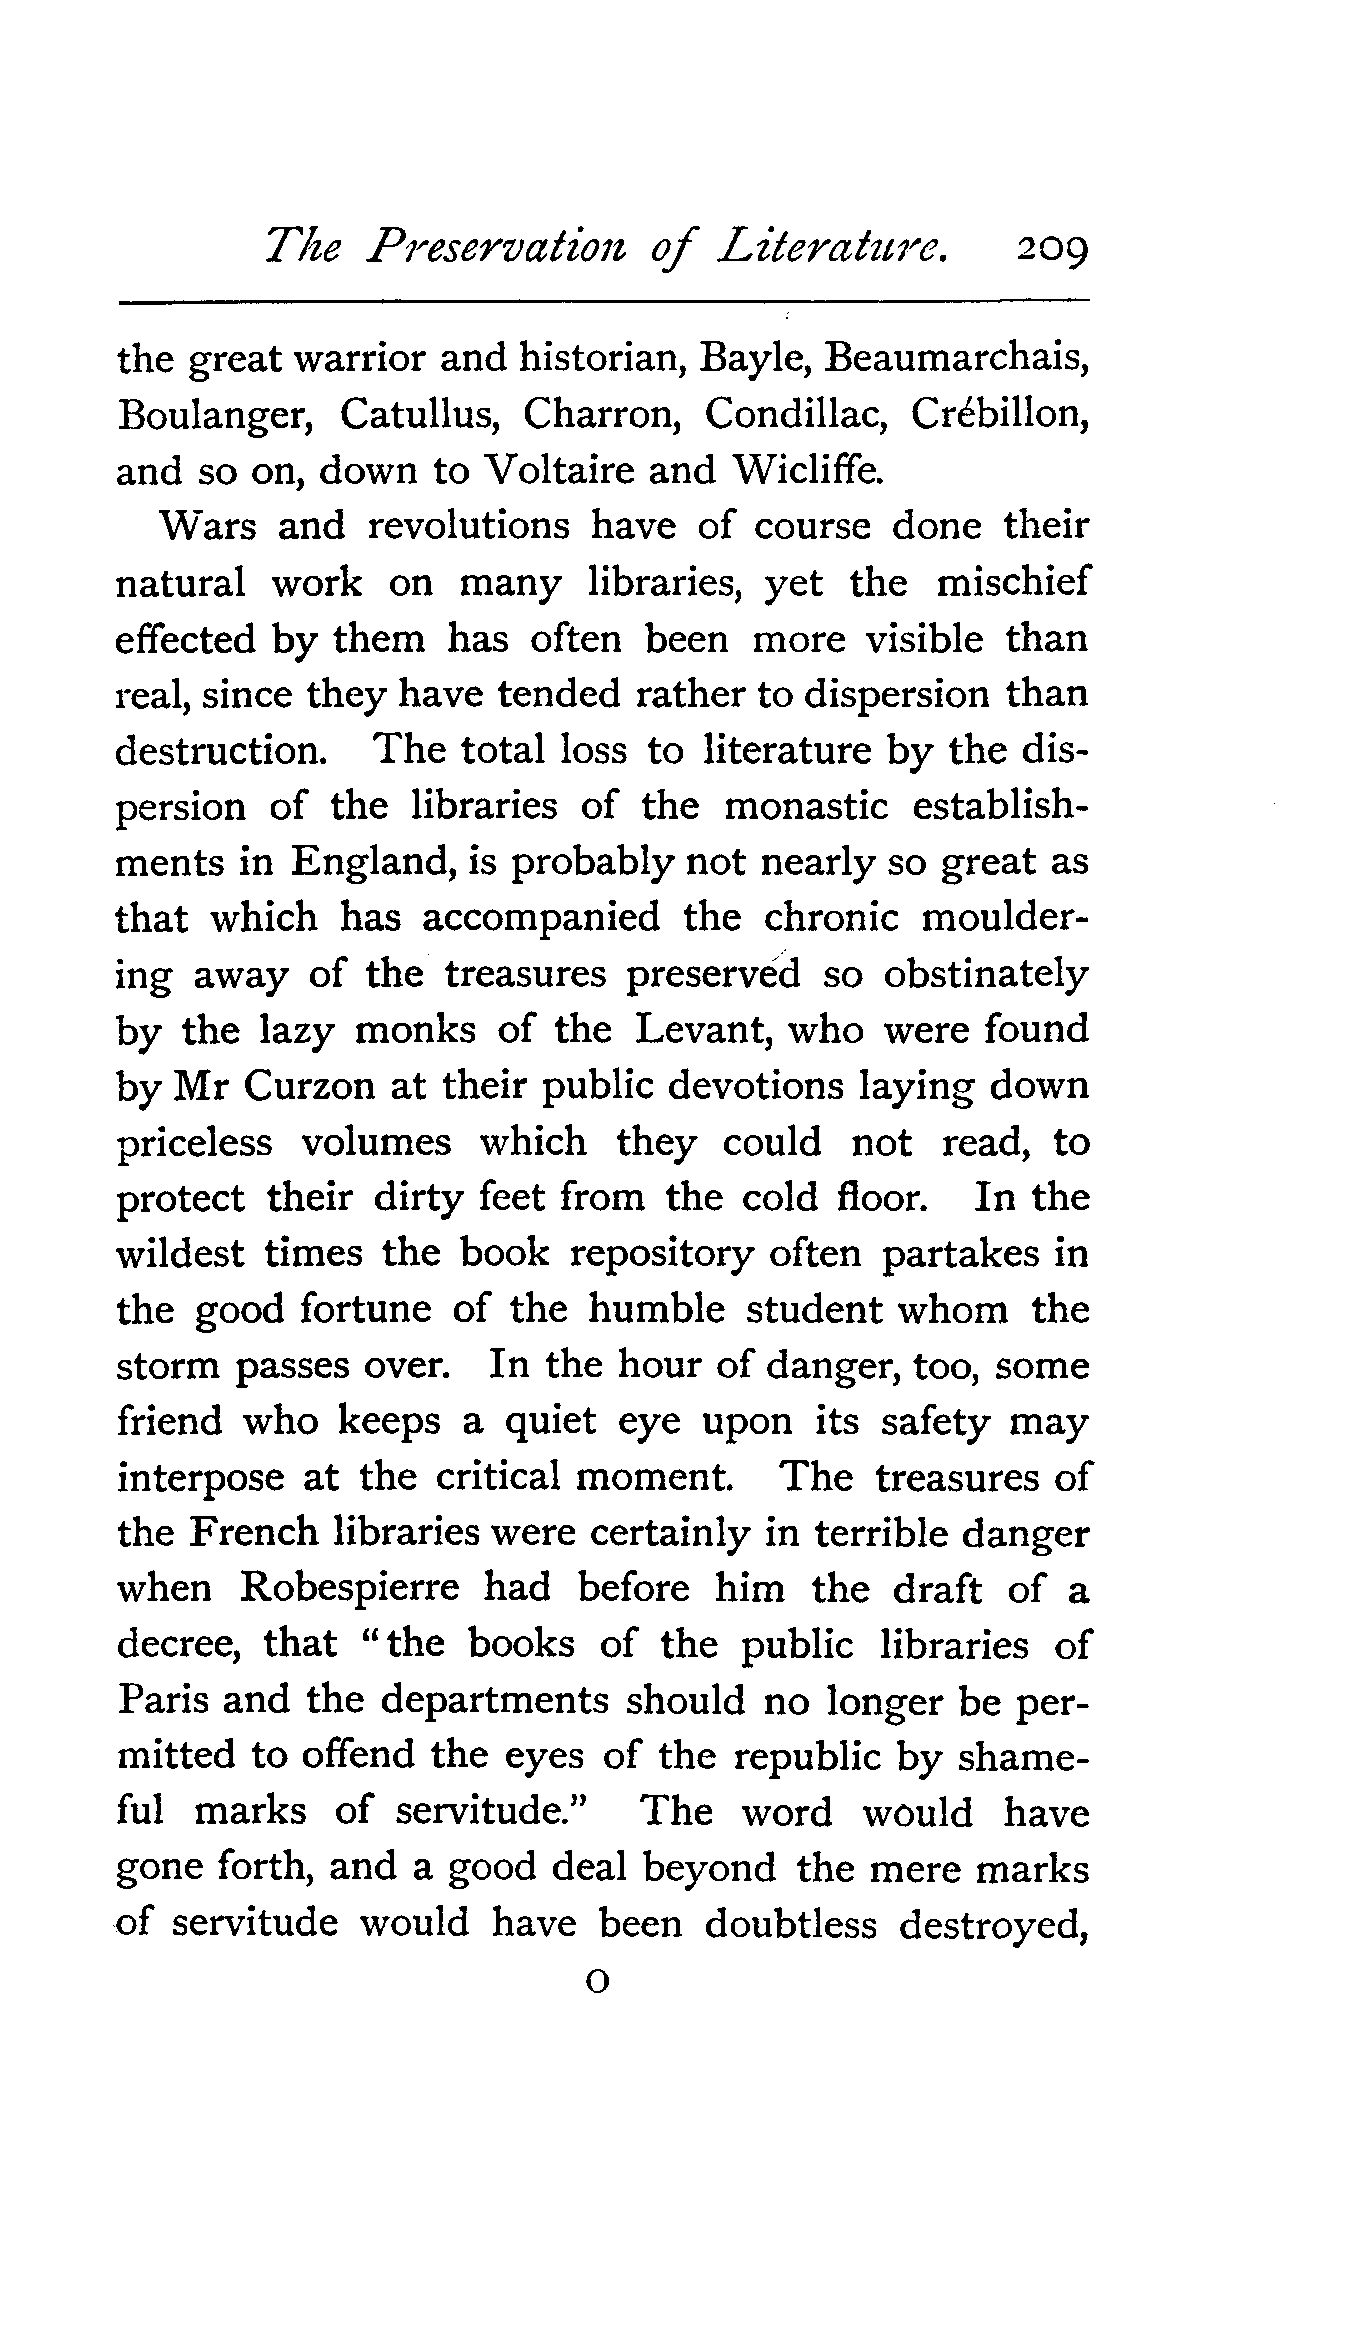 The Preservation of Literature. 209
the great warrior and historian, Bayle, Beaumarchais,
Boulanger, Catullus, Charron, Condillac, Crébillon,
and so on, down to Voltaire and Wicliffe.
Wars and revolutions have of course done their
natural work on many libraries, yet the mischief
effected by them has often been more visible than
real, since they have tended rather to dispersion than
destruction. The total loss to literature by the dis-
persion of the libraries of the monastic establish-
ments in England, is probably not nearly so great as
that which has accompanied the chronic moulder-
ing away of the treasures preserved so obstinately
by the lazy monks of the Levant, who were found
by Mr Curzon at their public devotions laying down
priceless volumes which they could not read, to
protect their dirty feet from the cold floor. In the
wildest times the book repository often partakes in
the good fortune of the humble student whom the
storm passes over. In the hour of danger, too, some
friend who keeps a quiet eye upon its safety may
interpose at the critical moment. The treasures of
the French libraries were certainly in terrible danger
when Robespierre had before him the draft of a
decree, that "the books of the public libraries of
Paris and the departments should no longer be per-
mitted to offend the eyes of the republic by shame-
ful marks of servitude." The word would have
gone forth, and a good deal beyond the mere marks
of servitude would have been doubtless destroyed,
O